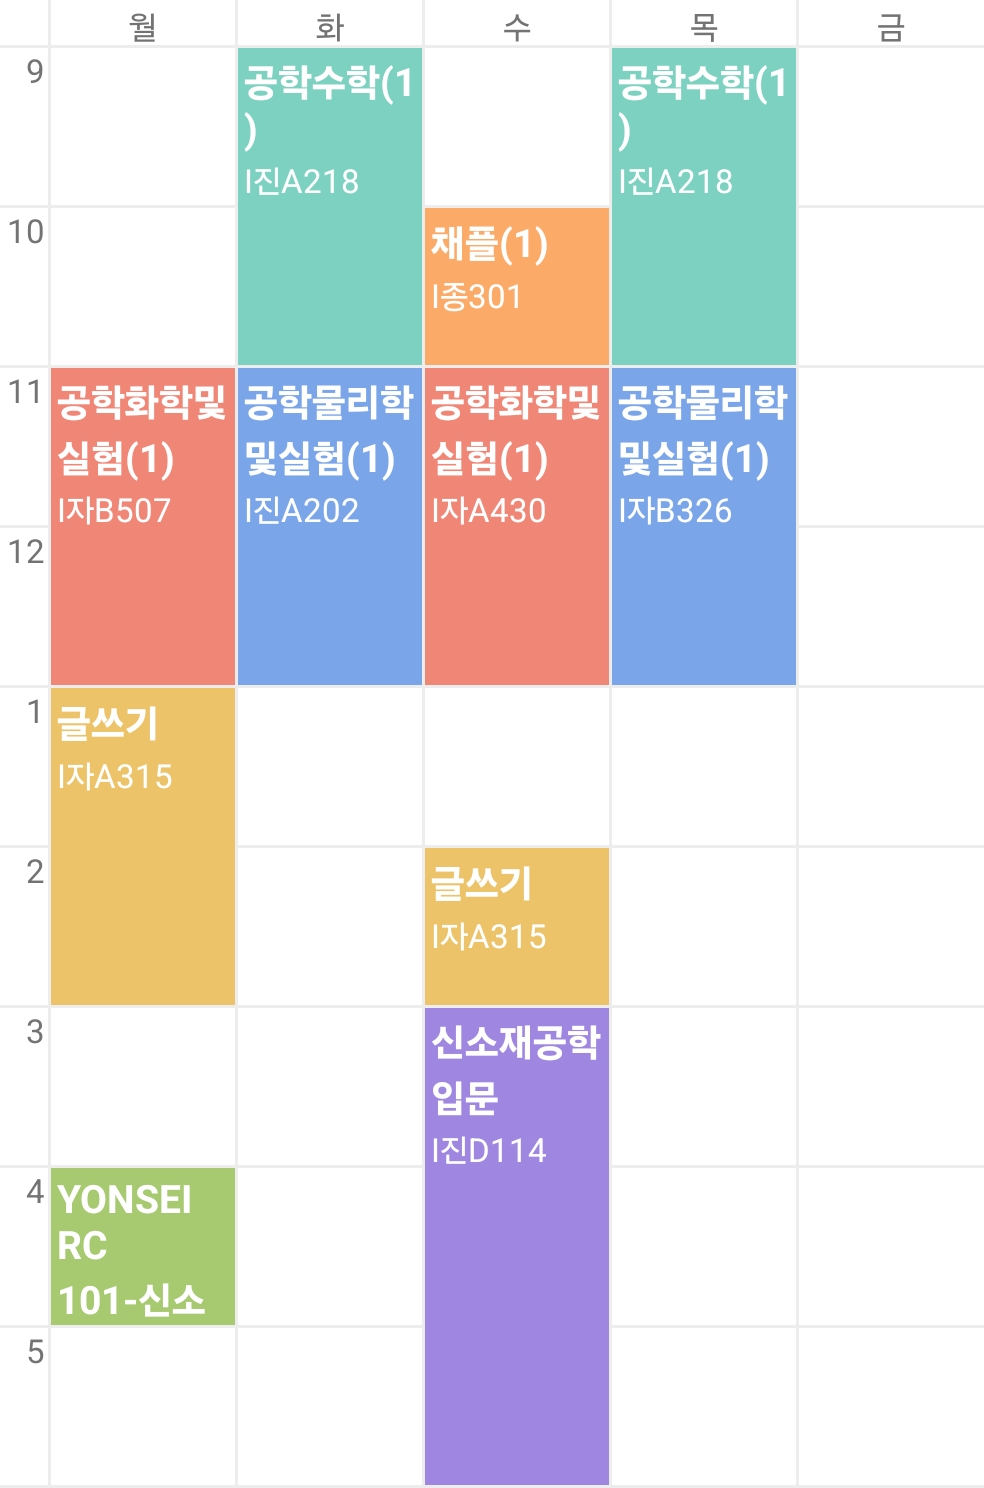 월 화 수 목 금
9
공학수학(1
)
I진A218
공학수학(1
)
I진A218
10
채플(1)
I종301
11
공학화학및
실험(1)
I자B507
공학물리학
및실험(1)
I진A202
공학화학및
실험(1)
I자A430
공학물리학
및실험(1)
I자B326
12
1
글쓰기
I자A315
2
글쓰기
I자A315
3
신소재공학
입문
I진D114
4
YONSEI
RC
101-신소
5